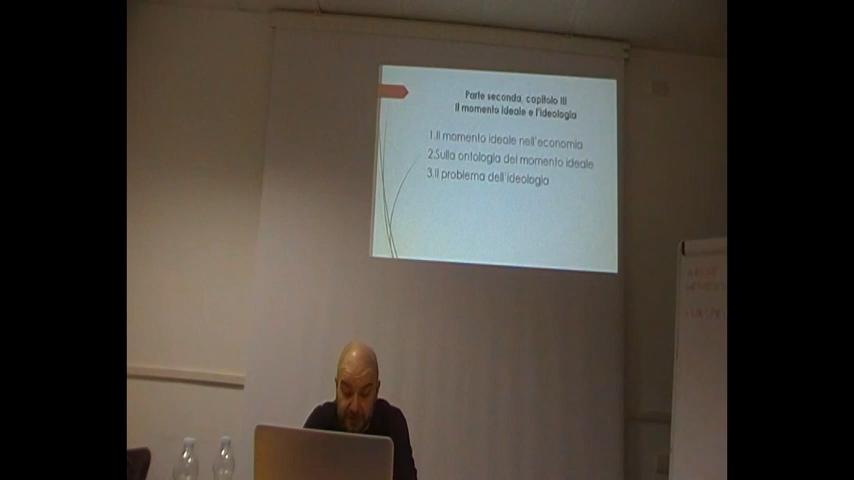 Parte seconda, capitolo III
Il momento ideale e l'ideologia
1.Il momento ideale nell'economia
2.Sulla ontologia del momento ideale
3.Il problema dell'ideologia